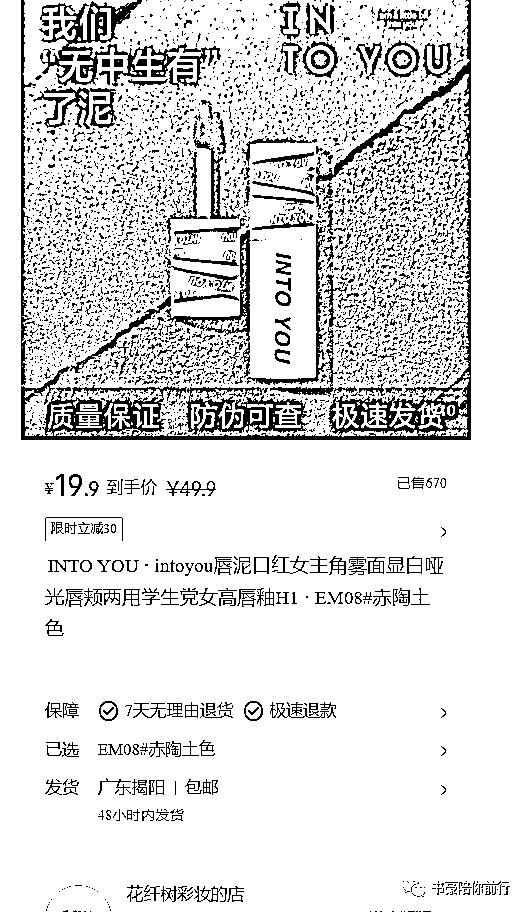 我们
“无中生有”
了泥
IN
TO YOU
INTO YOU
质量保证 防伪可查 极速发货
¥19.9 到手价 ¥49.9 已售670
限时立减30
INTO YOU · intoyou唇泥口红女主角雾面显白哑
光唇颊两用学生党女高唇釉H1 · EM08#赤陶土
色
保障 7天无理由退货 极速退款
已选 EM08#赤陶土色
发货 广东揭阳 | 包邮
48小时内发货
花纤树彩妆的店
书豪陪你前行